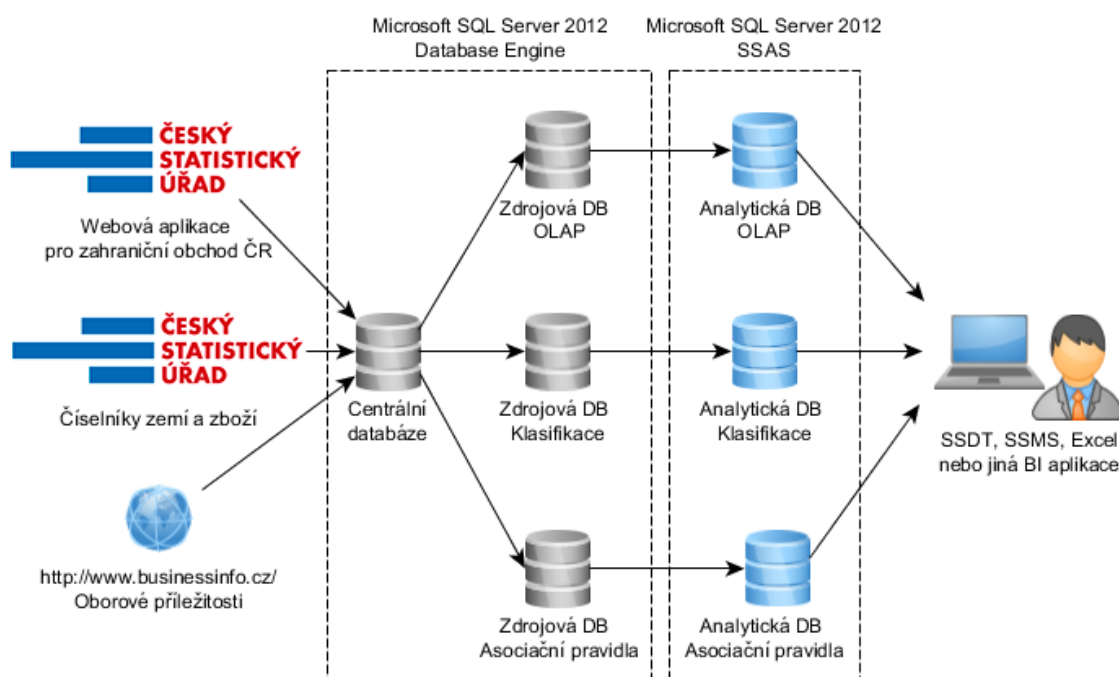 Microsoft SQL Server 2012
Database Engine
Microsoft SQL Server 2012
SSAS
ČESKÝ
STATISTICKÝ
ÚŘAD
Webová aplikace
pro zahraniční obchod ČR
Zdrojová DB
OLAP
Analytická DB
OLAP
ČESKÝ
STATISTICKÝ
ÚŘAD
Číselníky zemí a zboží
Centrální
databáze
Zdrojová DB
Klasifikace
Analytická DB
Klasifikace
SSDT, SSMS, Excel
nebo jiná BI aplikace
http://www.businessinfo.cz/
Oborové příležitosti
Zdrojová DB
Asociační pravidla
Analytická DB
Asociační pravidla